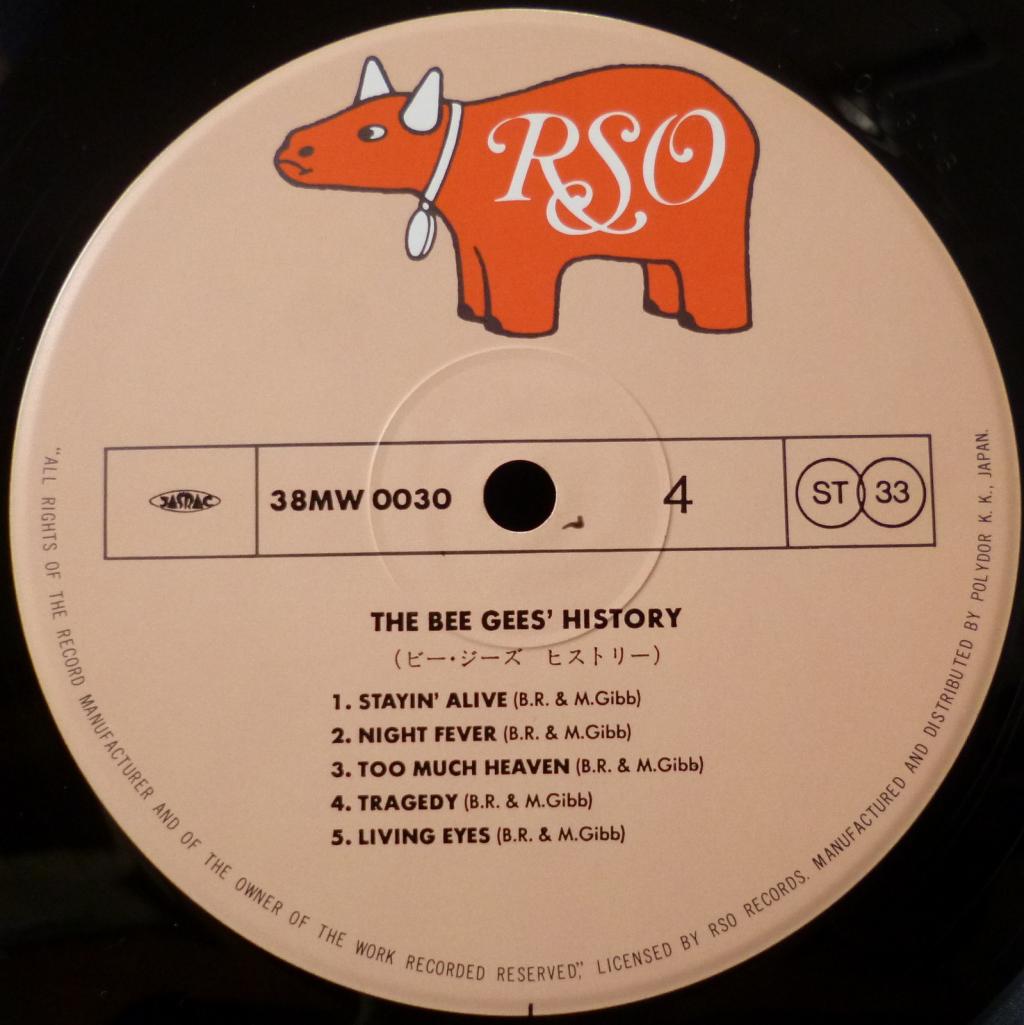 RSO
JASRAC
38MW 0030
4
ST 33
THE BEE GEES' HISTORY
(ビー・ジーズ　ヒストリー)
1. STAYIN' ALIVE (B.R. & M.Gibb)
2. NIGHT FEVER (B.R. & M.Gibb)
3. TOO MUCH HEAVEN (B.R. & M.Gibb)
4. TRAGEDY (B.R. & M.Gibb)
5. LIVING EYES (B.R. & M.Gibb)
"ALL RIGHTS OF THE RECORD MANUFACTURER AND OF THE OWNER OF THE WORK RECORDED RESERVED," LICENSED BY RSO RECORDS. MANUFACTURED AND DISTRIBUTED BY POLYDOR K. K., JAPAN.